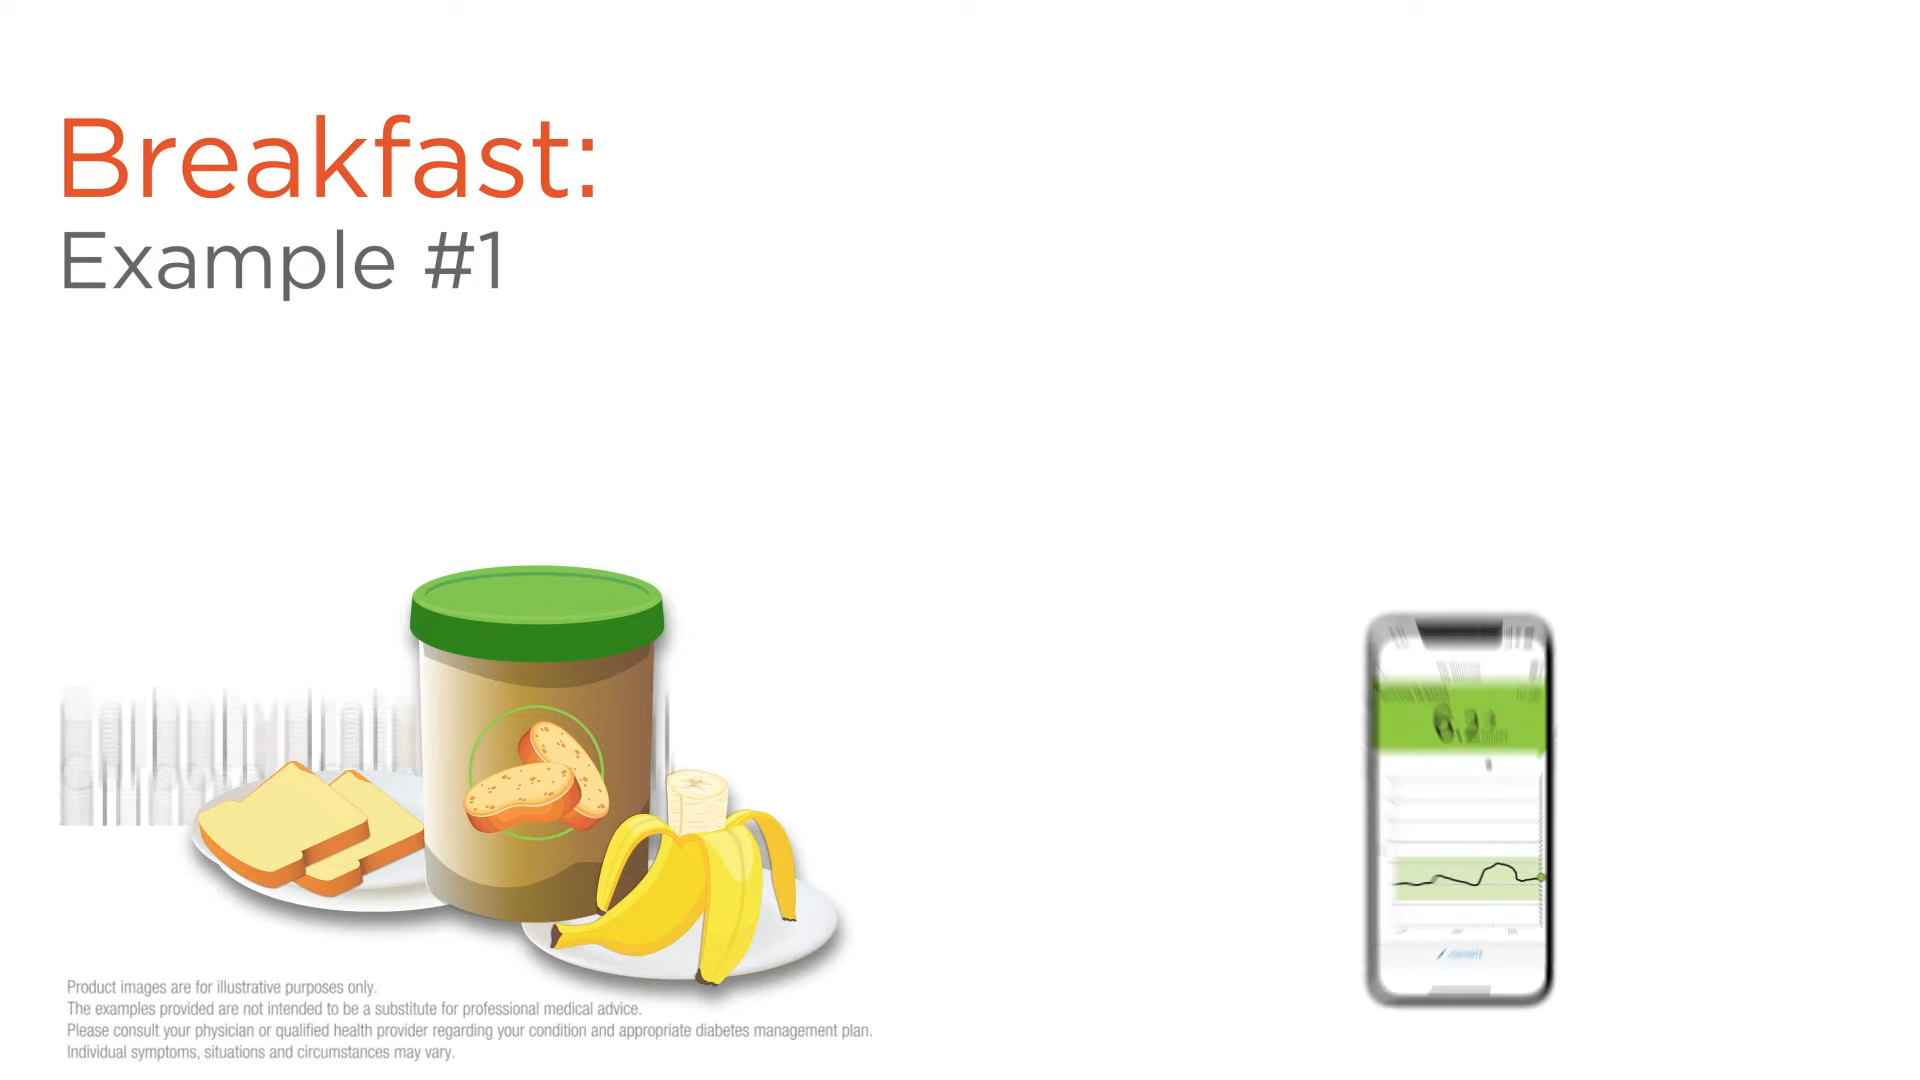 Breakfast:
Example #1
Product images are for illustrative purposes only.
The examples provided are not intended to be a substitute for professional medical advice.
Please consult your physician or qualified health provider regarding your condition and appropriate diabetes management plan.
Individual symptoms, situations and circumstances may vary.